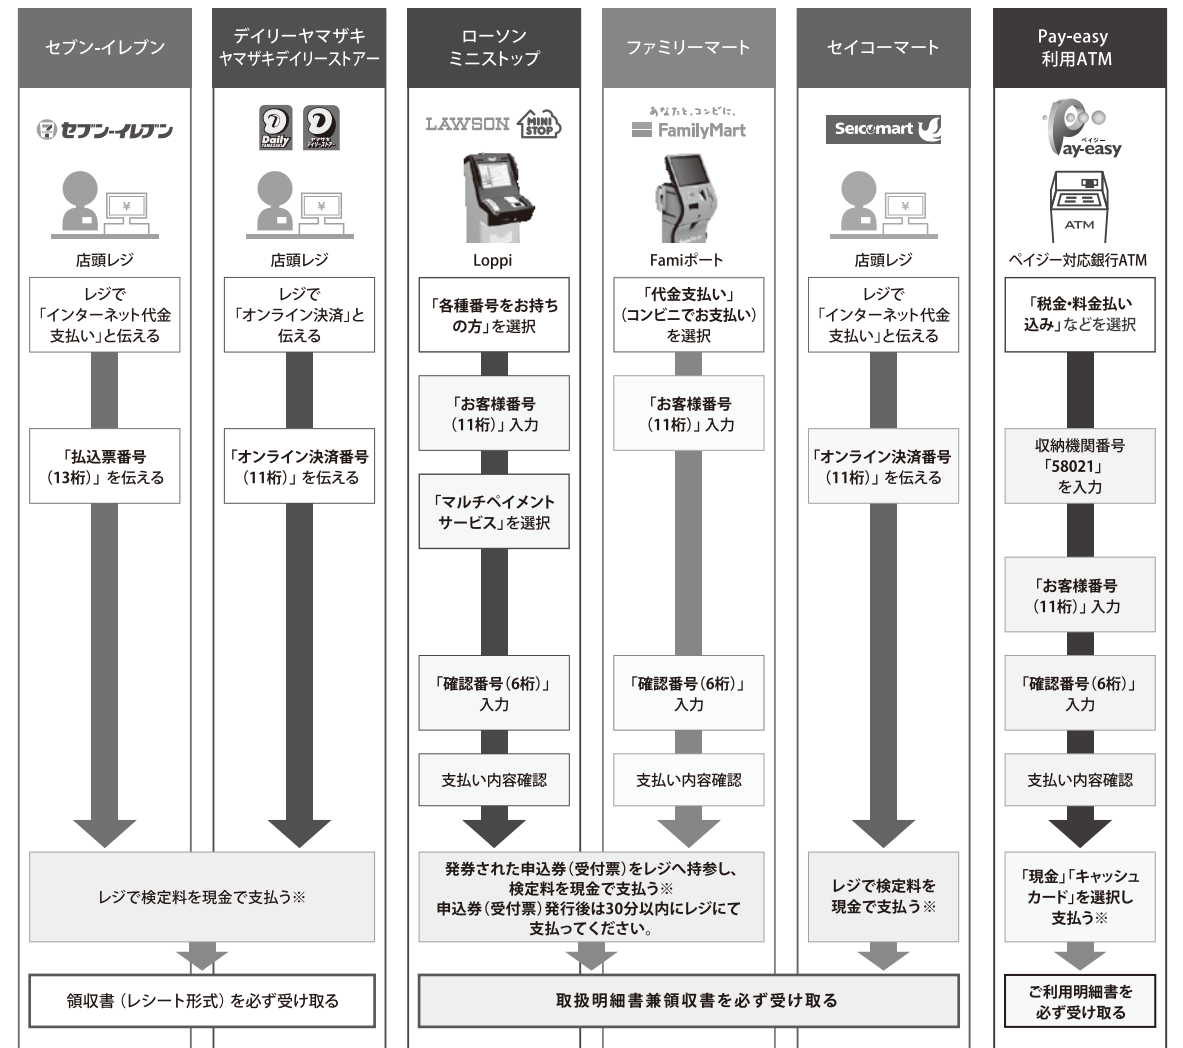 セブン-イレブン
セブン-イレブン
¥
店頭レジ
レジで
「インターネット代金
支払い」と伝える
「払込票番号
(13桁)」を伝える
デイリーヤマザキ
ヤマザキデイリーストアー
Daily
YAMAZAKI
ヤマザキ
デイリーストアー
¥
店頭レジ
レジで
「オンライン決済」と
伝える
「オンライン決済番号
(11桁)」を伝える
レジで検定料を現金で支払う※
領収書(レシート形式)を必ず受け取る
ローソン
ミニストップ
LAWSON
MINI
STOP
Loppi
「各種番号をお持ち
の方」を選択
「お客様番号
(11桁)」入力
「マルチペイメント
サービス」を選択
「確認番号(6桁)」
入力
支払い内容確認
ファミリーマート
あなたと、コンビに、
FamilyMart
Famiポート
「代金支払い」
(コンビニでお支払い)
を選択
「お客様番号
(11桁)」入力
「確認番号(6桁)」
入力
支払い内容確認
発券された申込券(受付票)をレジへ持参し、
検定料を現金で支払う※
申込券(受付票)発行後は30分以内にレジにて
支払ってください。
セイコーマート
Seicomart
¥
店頭レジ
レジで
「インターネット代金
支払い」と伝える
「オンライン決済番号
(11桁)」を伝える
レジで検定料を
現金で支払う※
取扱明細書兼領収書を必ず受け取る
Pay-easy
利用ATM
ペイジー
Pay-easy
ATM
ペイジー対応銀行ATM
「税金・料金払い
込み」などを選択
収納機関番号
「58021」
を入力
「お客様番号
(11桁)」入力
「確認番号(6桁)」
入力
支払い内容確認
「現金」「キャッシュ
カード」を選択し
支払う※
ご利用明細書を
必ず受け取る